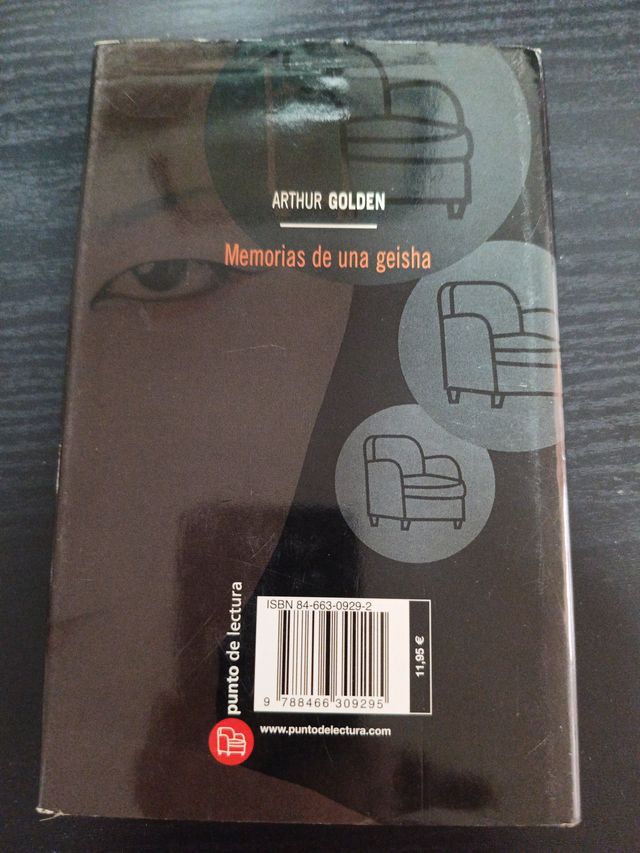 ARTHUR GOLDEN
Memorias de una geisha
punto de lectura
ISBN 84-663-0929-2
9 788466 309295
11,95 €
www.puntodelectura.com